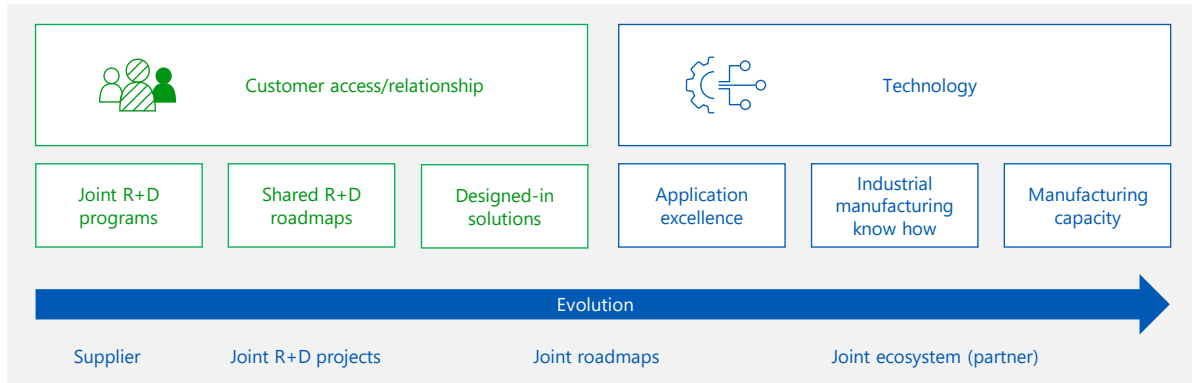 Customer access/relationship
Technology
Joint R+D
programs
Shared R+D
roadmaps
Designed-in
solutions
Application
excellence
Industrial
manufacturing
know how
Manufacturing
capacity
Evolution
Supplier
Joint R+D projects
Joint roadmaps
Joint ecosystem (partner)